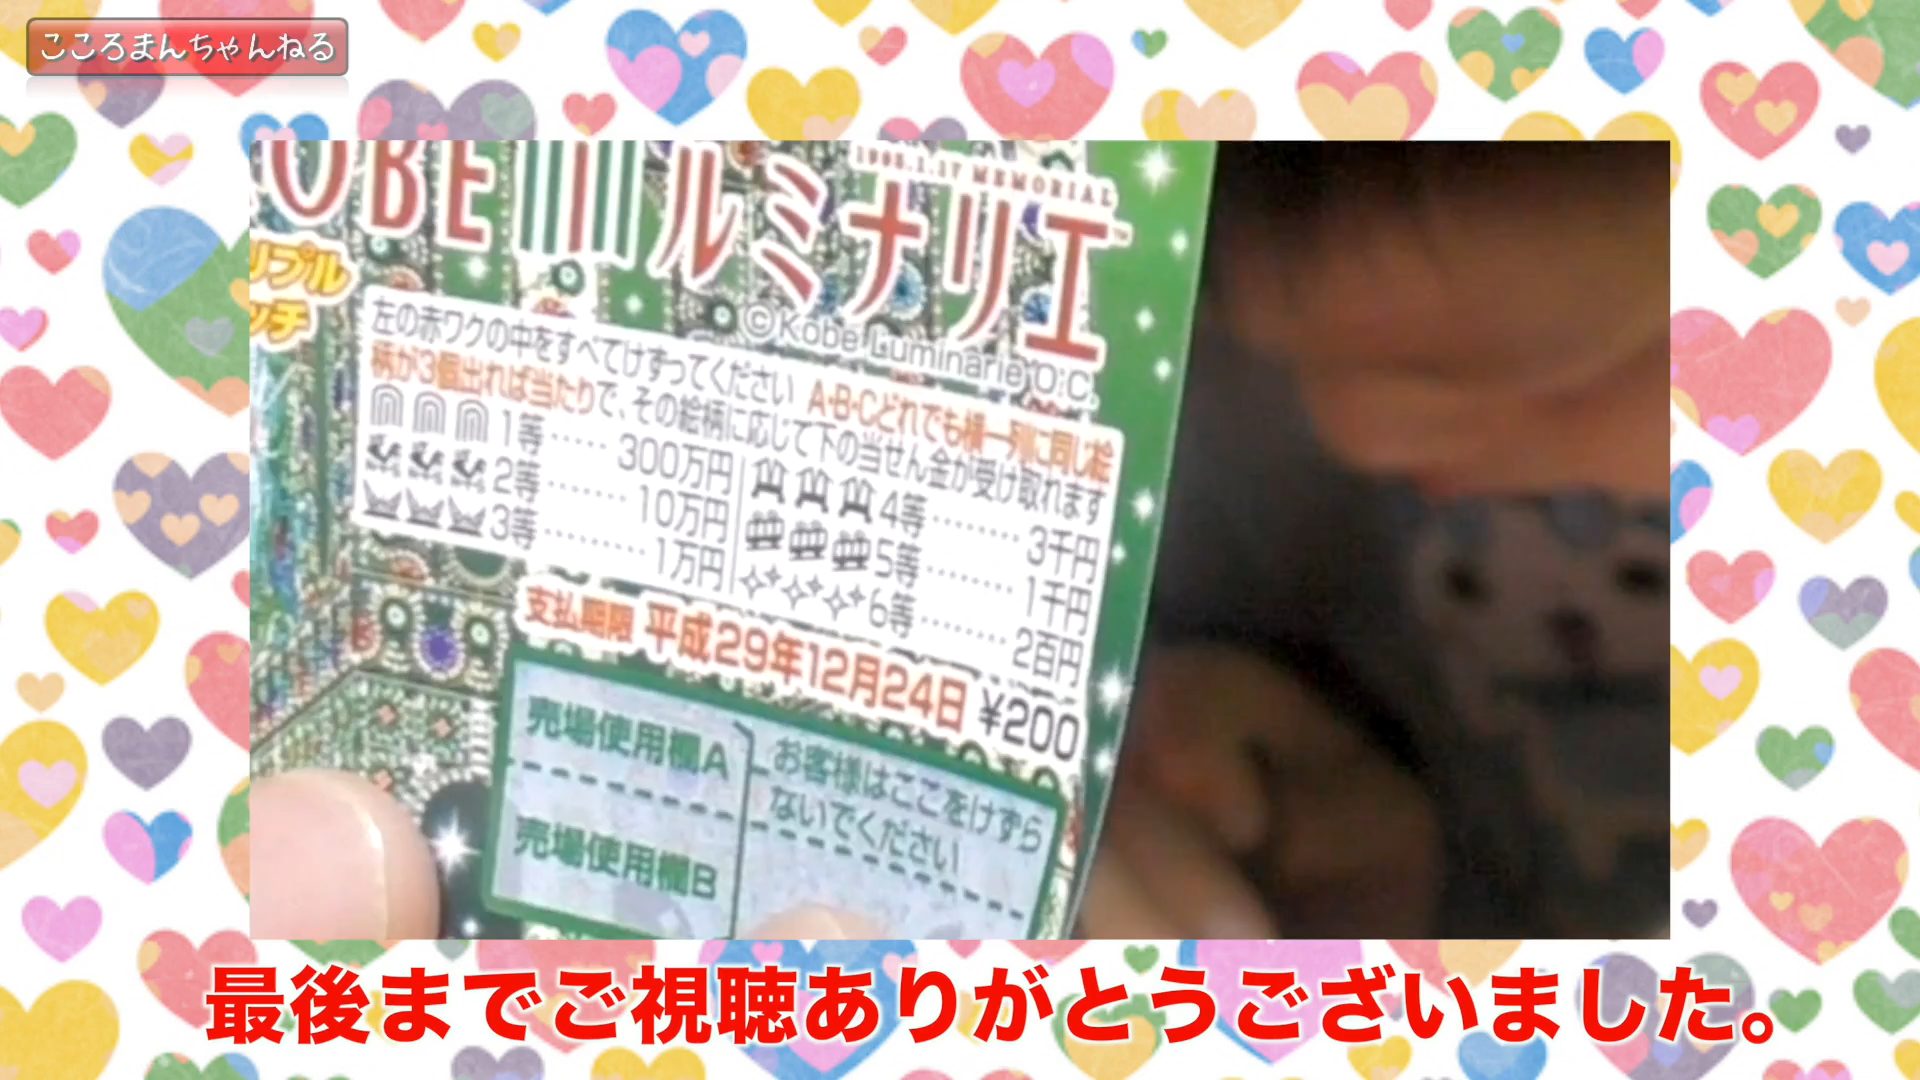 こころまんちゃんねる
1995.1.17 MEMORIAL
OBE ルミナリエ
リプル
ッチ
©Kobe Luminarie O.C.
左の赤ワクの中をすべてけずってください A・B・Cどれでも横一列に同じ絵
柄が3個出れば当たりで、その絵柄に応じて下の当せん金が受け取れます
1等……300万円
2等……10万円
3等……1万円
4等……3千円
5等……1千円
6等……2百円
支払期限 平成29年12月24日 ¥200
売場使用欄A
売場使用欄B
お客様はここをけずら
ないでください
最後までご視聴ありがとうございました。